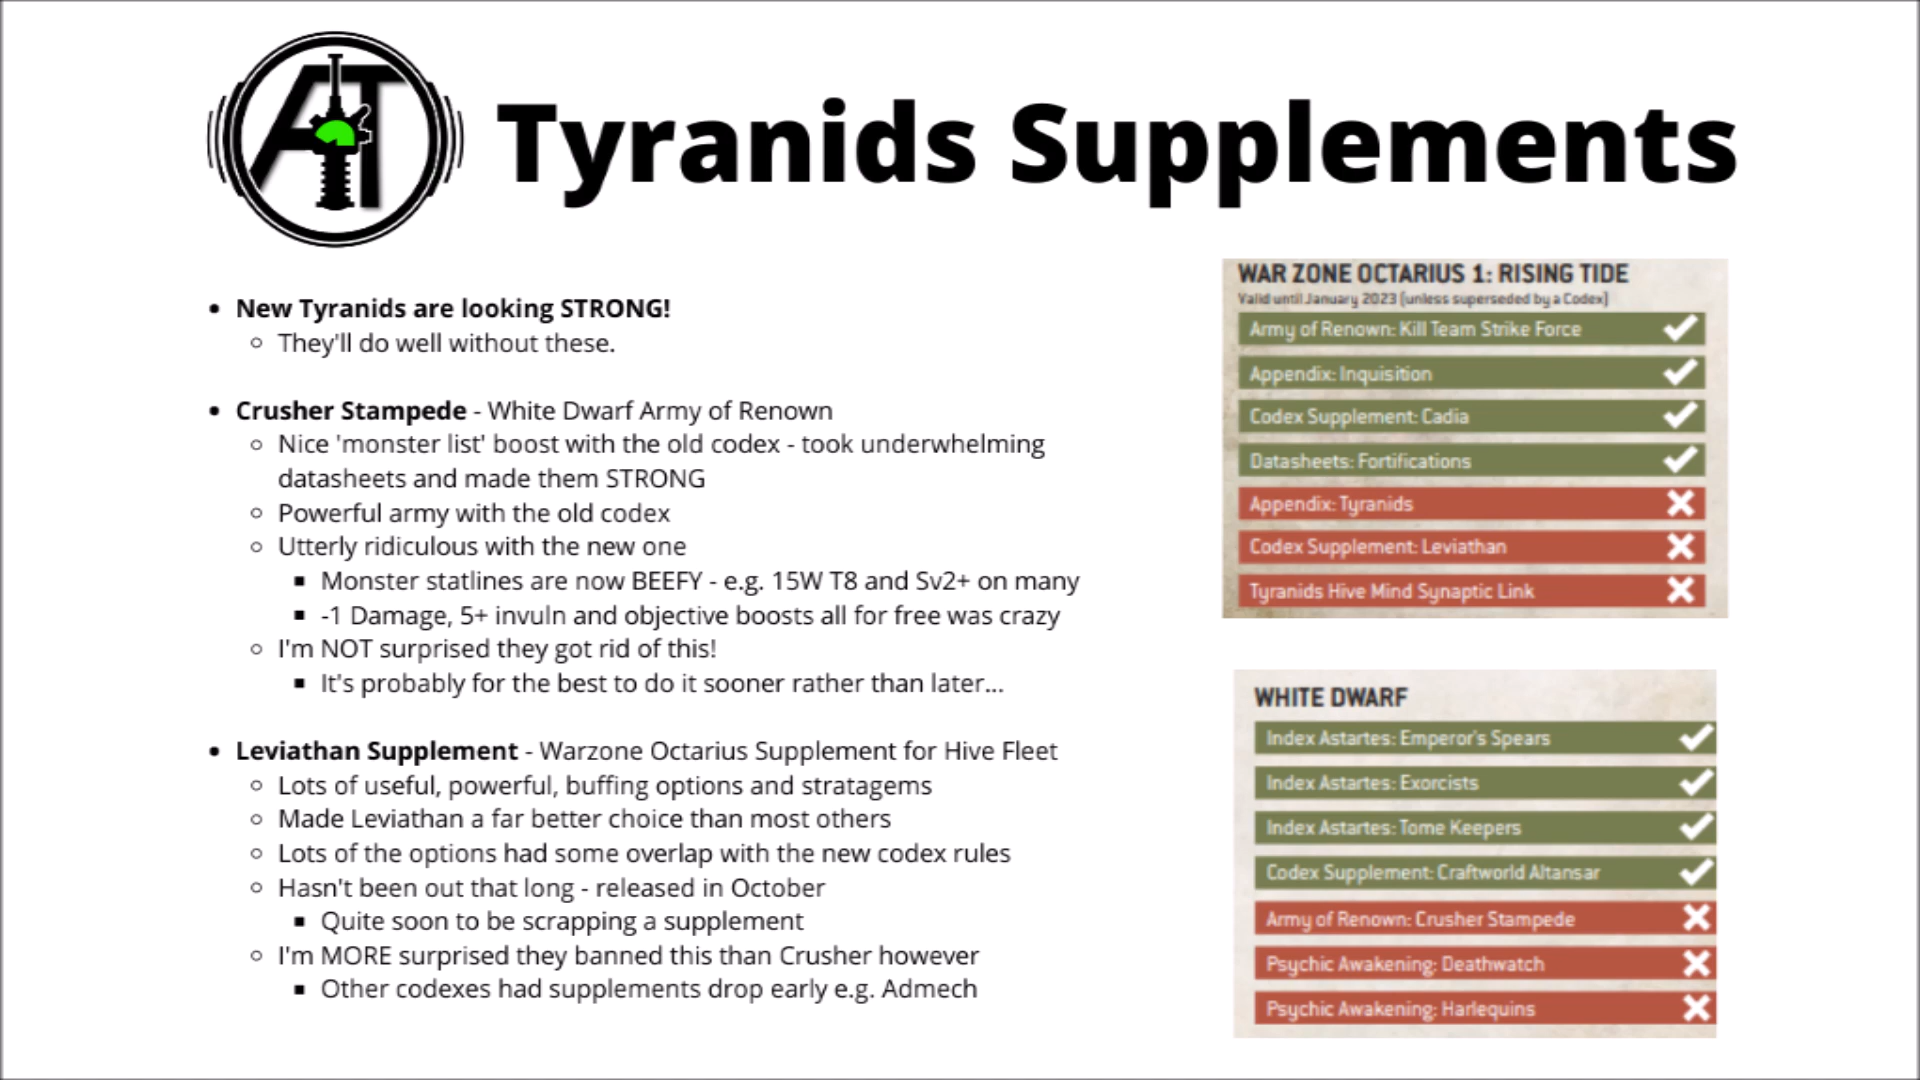 AT
Tyranids Supplements
New Tyranids are looking STRONG!
They'll do well without these.
Crusher Stampede - White Dwarf Army of Renown
Nice 'monster list' boost with the old codex - took underwhelming
datasheets and made them STRONG
Powerful army with the old codex
Utterly ridiculous with the new one
Monster statlines are now BEEFY - e.g. 15W T8 and Sv2+ on many
-1 Damage, 5+ invuln and objective boosts all for free was crazy
I'm NOT surprised they got rid of this!
It's probably for the best to do it sooner rather than later...
Leviathan Supplement - Warzone Octarius Supplement for Hive Fleet
Lots of useful, powerful, buffing options and stratagems
Made Leviathan a far better choice than most others
Lots of the options had some overlap with the new codex rules
Hasn't been out that long - released in October
Quite soon to be scrapping a supplement
I'm MORE surprised they banned this than Crusher however
Other codexes had supplements drop early e.g. Admech
WAR ZONE OCTARIUS 1: RISING TIDE
Valid until January 2023 (unless superseded by a Codex)
Army of Renown: Kill Team Strike Force
Appendix: Inquisition
Codex Supplement: Cadia
Datasheets: Fortifications
Appendix: Tyranids
Codex Supplement: Leviathan
Tyranids Hive Mind Synaptic Link
WHITE DWARF
Index Astartes: Emperor's Spears
Index Astartes: Exorcists
Index Astartes: Tome Keepers
Codex Supplement: Craftworld Altansar
Army of Renown: Crusher Stampede
Psychic Awakening: Deathwatch
Psychic Awakening: Harlequins